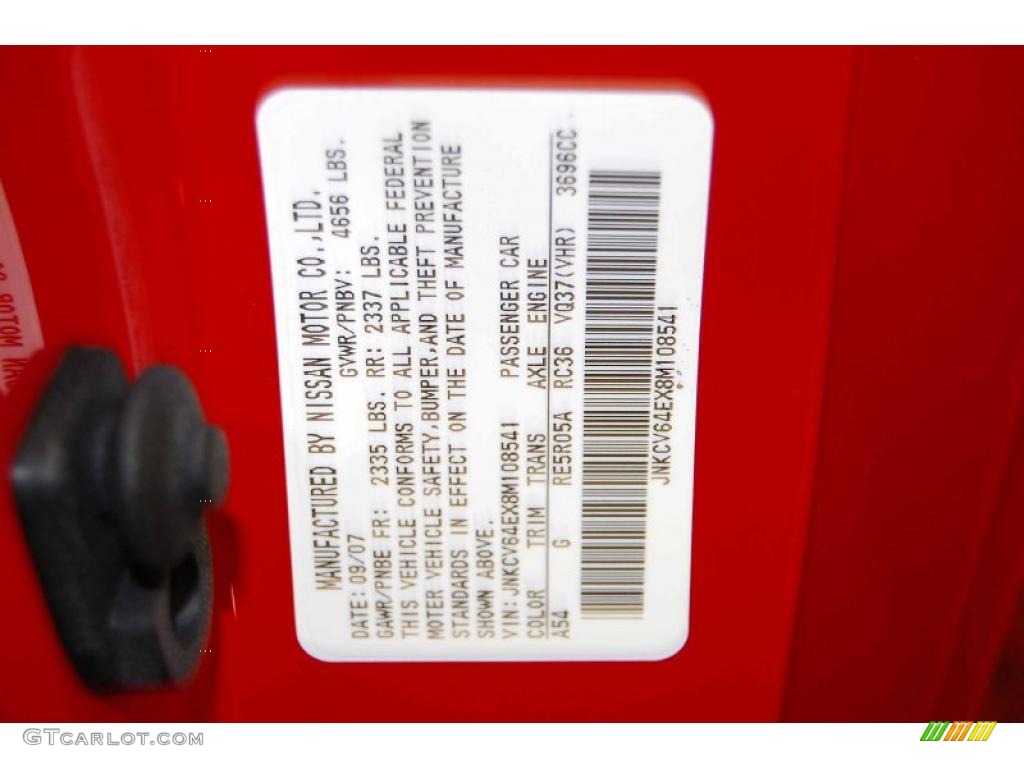 MANUFACTURED BY NISSAN MOTOR CO.,LTD.
DATE: 09/07 GVWR/PNBV: 4656 LBS.
GAWR/PNBE FR: 2335 LBS. RR: 2337 LBS.
THIS VEHICLE CONFORMS TO ALL APPLICABLE FEDERAL
MOTER VEHICLE SAFETY,BUMPER,AND THEFT PREVENTION
STANDARDS IN EFFECT ON THE DATE OF MANUFACTURE
SHOWN ABOVE.
VIN: JNKCV64EX8M108541 PASSENGER CAR
COLOR TRIM TRANS AXLE ENGINE
A54 G RE5R05A RC36 VQ37(VHR) 3696CC
JNKCV64EX8M108541
GTCARLOT.COM